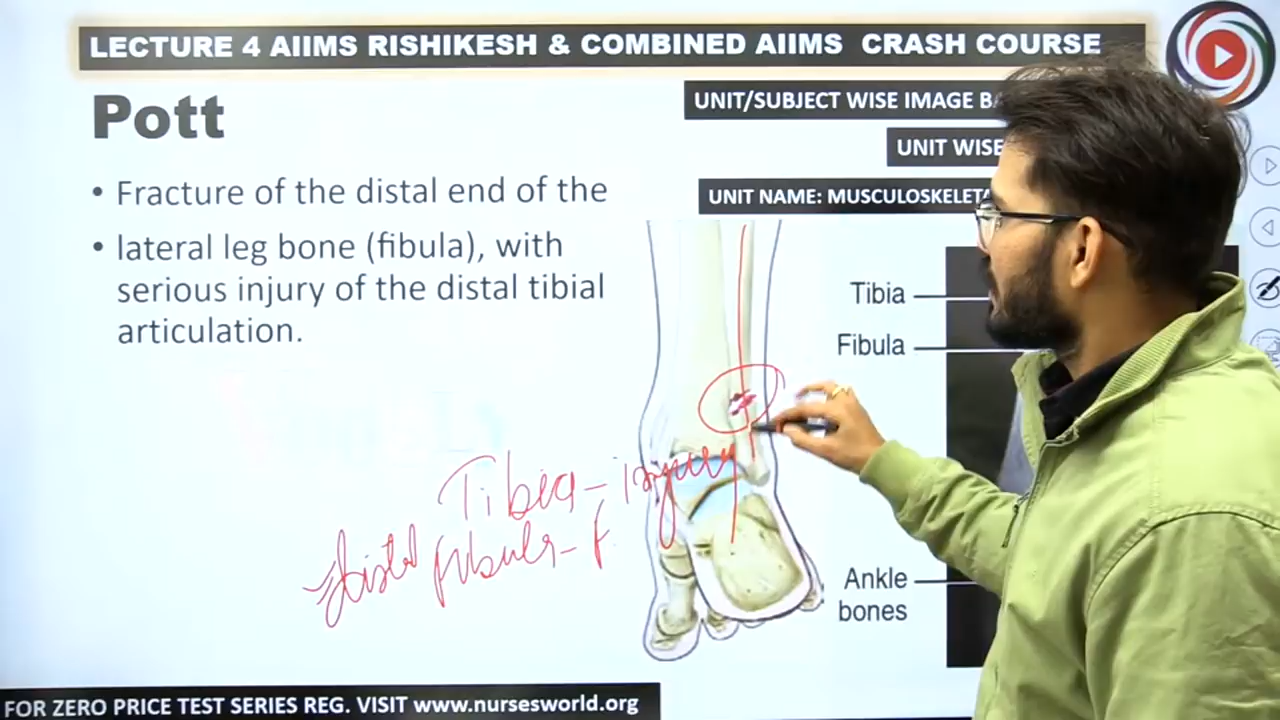 LECTURE 4 AIIMS RISHIKESH & COMBINED AIIMS CRASH COURSE
Pott
UNIT/SUBJECT WISE IMAGE
UNIT WISE
UNIT NAME:
• Fracture of the distal end of the
• lateral leg bone (fibula), with
serious injury of the distal tibial
articulation.
Tibia
Fibula
Tibia - injury
distal fibula - F
Ankle
bones
FOR ZERO PRICE TEST SERIES REG. VISIT www.nursesworld.org